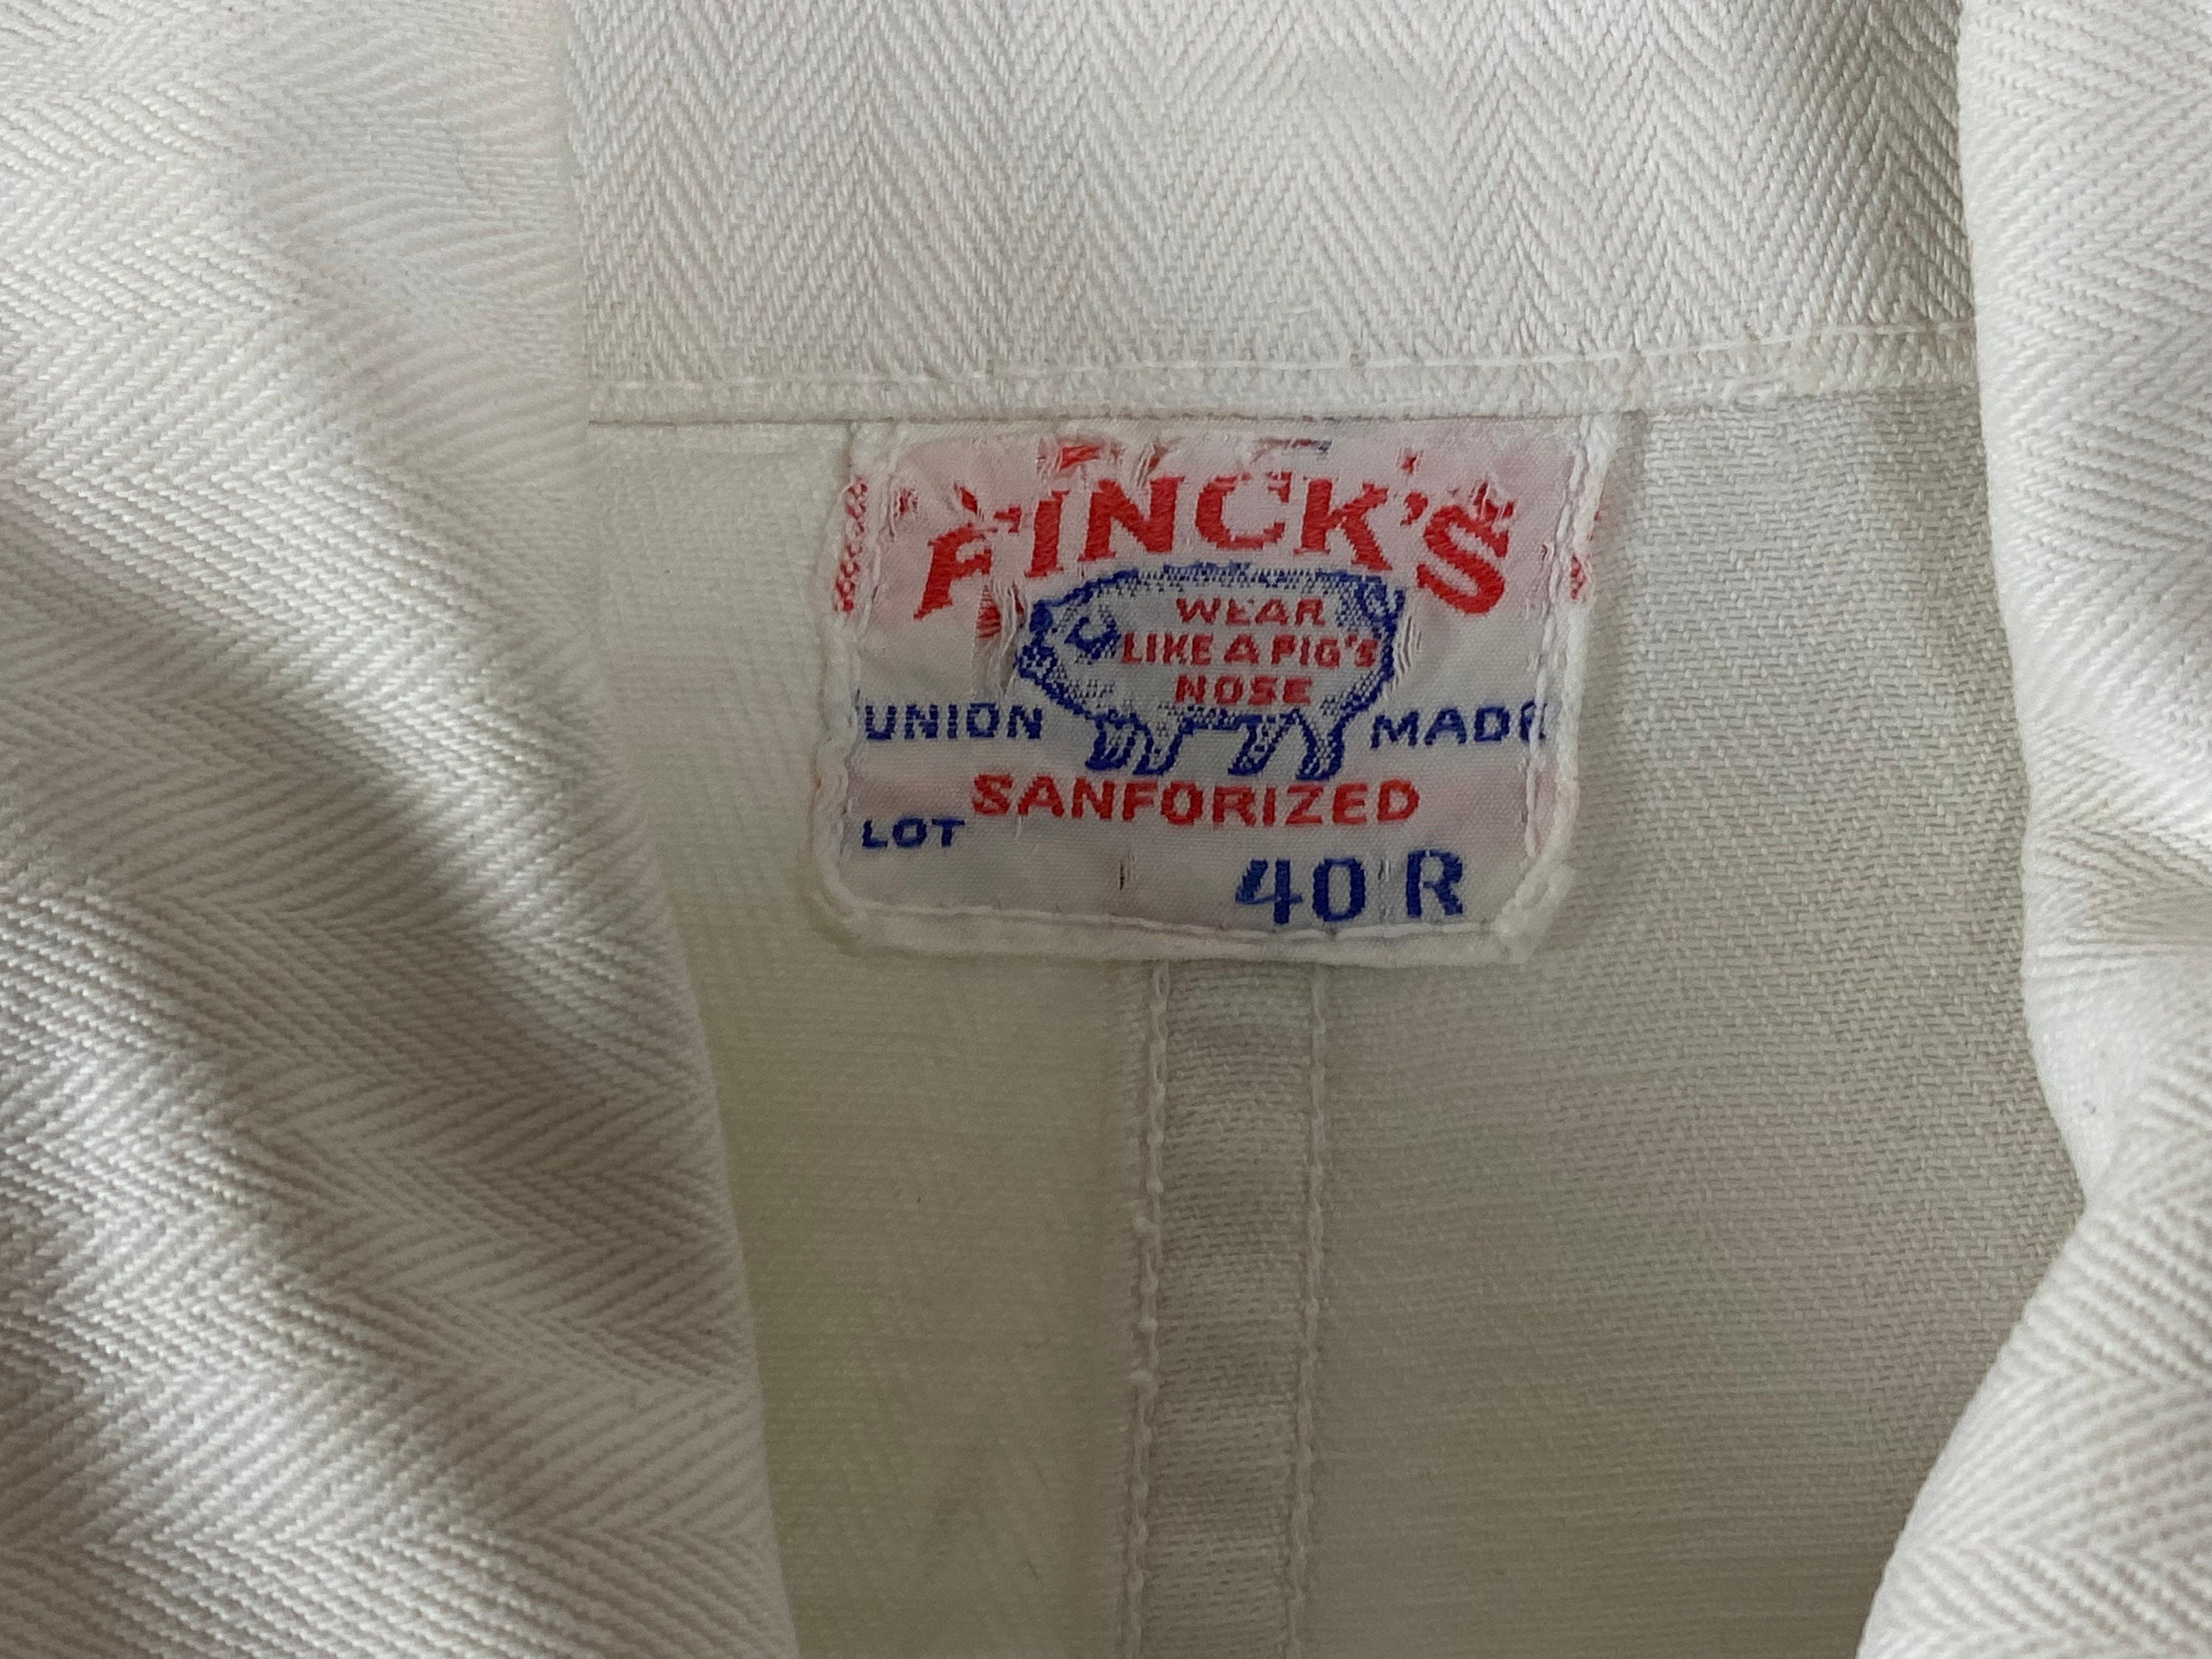 FINCK'S
WEAR
LIKE A PIG'S
NOSE
UNION MADE
SANFORIZED
LOT
40 R